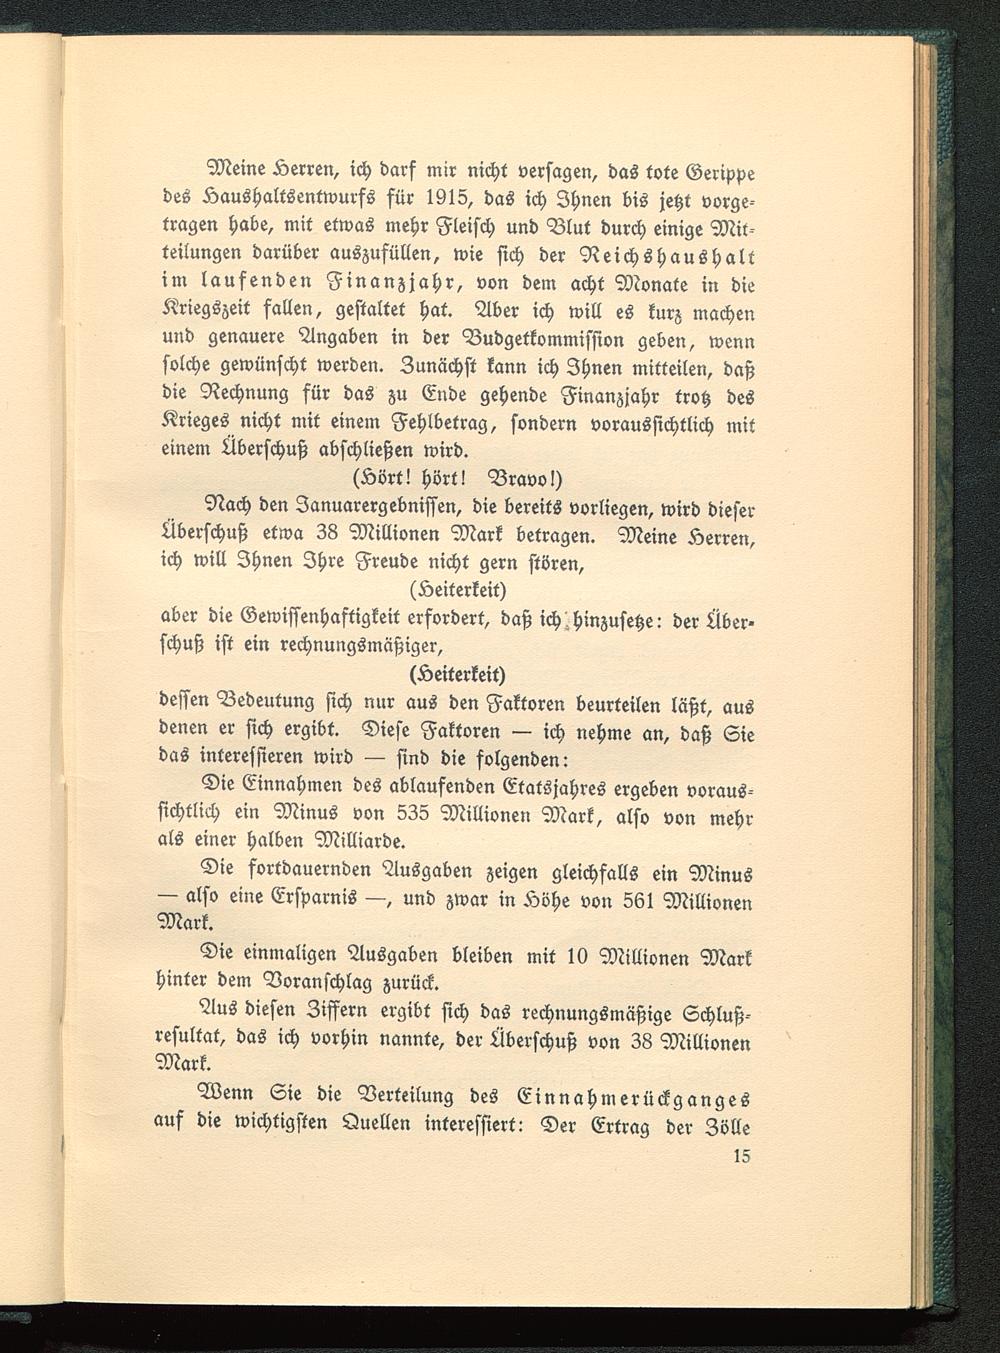 Meine Herren, ich darf mir nicht versagen, das tote Gerippe
des Haushaltsentwurfs für 1915, das ich Ihnen bis jetzt vorge-
tragen habe, mit etwas mehr Fleisch und Blut durch einige Mit-
teilungen darüber auszufüllen, wie sich der Reichshaushalt
im laufenden Finanzjahr, von dem acht Monate in die
Kriegszeit fallen, gestaltet hat. Aber ich will es kurz machen
und genauere Angaben in der Budgetkommission geben, wenn
solche gewünscht werden. Zunächst kann ich Ihnen mitteilen, daß
die Rechnung für das zu Ende gehende Finanzjahr trotz des
Krieges nicht mit einem Fehlbetrag, sondern voraussichtlich mit
einem Überschuß abschließen wird.
(Hört! hört! Bravo!)
Nach den Januarergebnissen, die bereits vorliegen, wird dieser
Überschuß etwa 38 Millionen Mark betragen. Meine Herren,
ich will Ihnen Ihre Freude nicht gern stören,
(Heiterkeit)
aber die Gewissenhaftigkeit erfordert, daß ich hinzusetze: der Über-
schuß ist ein rechnungsmäßiger,
(Heiterkeit)
dessen Bedeutung sich nur aus den Faktoren beurteilen läßt, aus
denen er sich ergibt. Diese Faktoren — ich nehme an, daß Sie
das interessieren wird — sind die folgenden:
Die Einnahmen des ablaufenden Etatsjahres ergeben voraus-
sichtlich ein Minus von 535 Millionen Mark, also von mehr
als einer halben Milliarde.
Die fortdauernden Ausgaben zeigen gleichfalls ein Minus
— also eine Ersparnis —, und zwar in Höhe von 561 Millionen
Mark.
Die einmaligen Ausgaben bleiben mit 10 Millionen Mark
hinter dem Voranschlag zurück.
Aus diesen Ziffern ergibt sich das rechnungsmäßige Schluß-
resultat, das ich vorhin nannte, der Überschuß von 38 Millionen
Mark.
Wenn Sie die Verteilung des Einnahmerückganges
auf die wichtigsten Quellen interessiert: Der Ertrag der Zölle
15